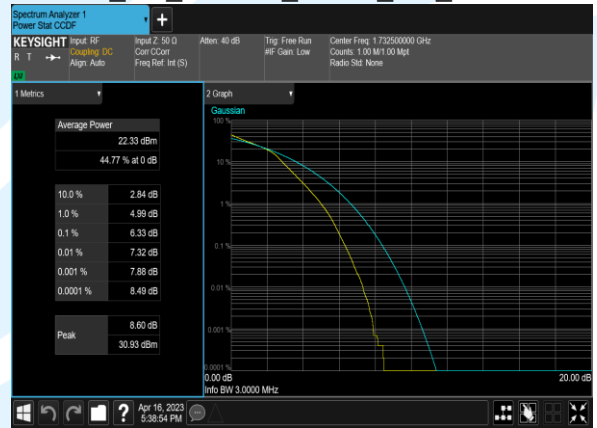 Spectrum Analyzer 1
Power Stat CCDF
KEYSIGHT
R T
LU
Input: RF
Coupling: DC
Align: Auto
Input Z: 50 Ω
Corr CCorr
Freq Ref: Int (S)
Atten: 40 dB
Trig: Free Run
#IF Gain: Low
Center Freq: 1.732500000 GHz
Counts: 1.00 M/1.00 Mpt
Radio Std: None
1 Metrics
Average Power
22.33 dBm
44.77 % at 0 dB
10.0 % 2.84 dB
1.0 % 4.99 dB
0.1 % 6.33 dB
0.01 % 7.32 dB
0.001 % 7.88 dB
0.0001 % 8.49 dB
Peak
8.60 dB
30.93 dBm
2 Graph
Gaussian
100 %
10 %
1 %
0.1 %
0.01 %
0.001 %
0.0001 %
0.00 dB
20.00 dB
Info BW 3.0000 MHz
?
Apr 16, 2023
5:38:54 PM